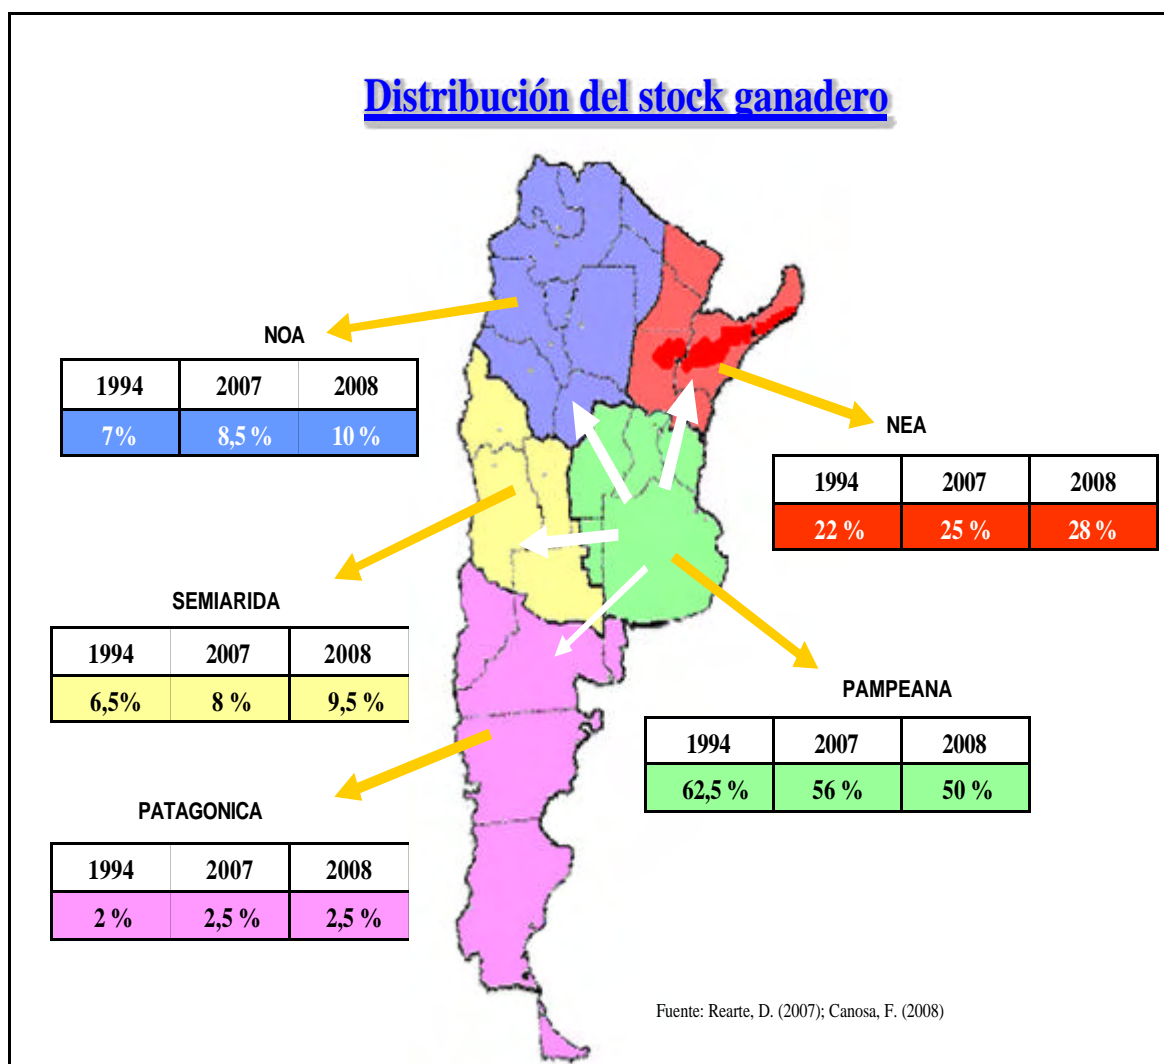 Distribución del stock ganadero
NOA
1994 2007 2008
7% 8,5 % 10 %
NEA
1994 2007 2008
22 % 25 % 28 %
SEMIARIDA
1994 2007 2008
6,5% 8 % 9,5 %
PAMPEANA
1994 2007 2008
62,5 % 56 % 50 %
PATAGONICA
1994 2007 2008
2 % 2,5 % 2,5 %
Fuente: Rearte, D. (2007); Canosa, F. (2008)